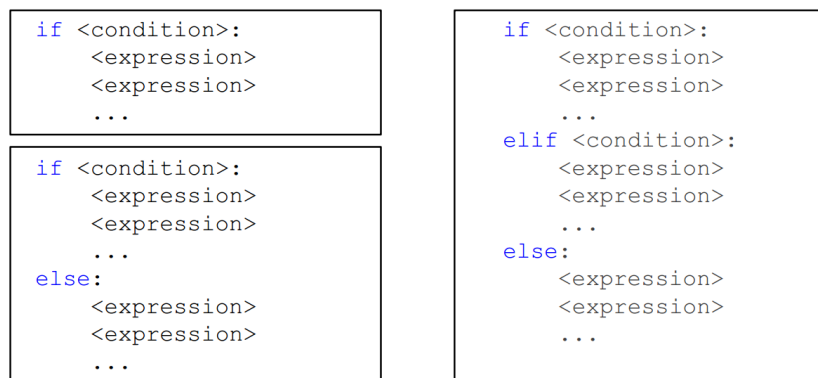 if <condition>:
    <expression>
    <expression>
    ...
if <condition>:
    <expression>
    <expression>
    ...
else:
    <expression>
    <expression>
    ...
if <condition>:
    <expression>
    <expression>
    ...
elif <condition>:
    <expression>
    <expression>
    ...
else:
    <expression>
    <expression>
    ...